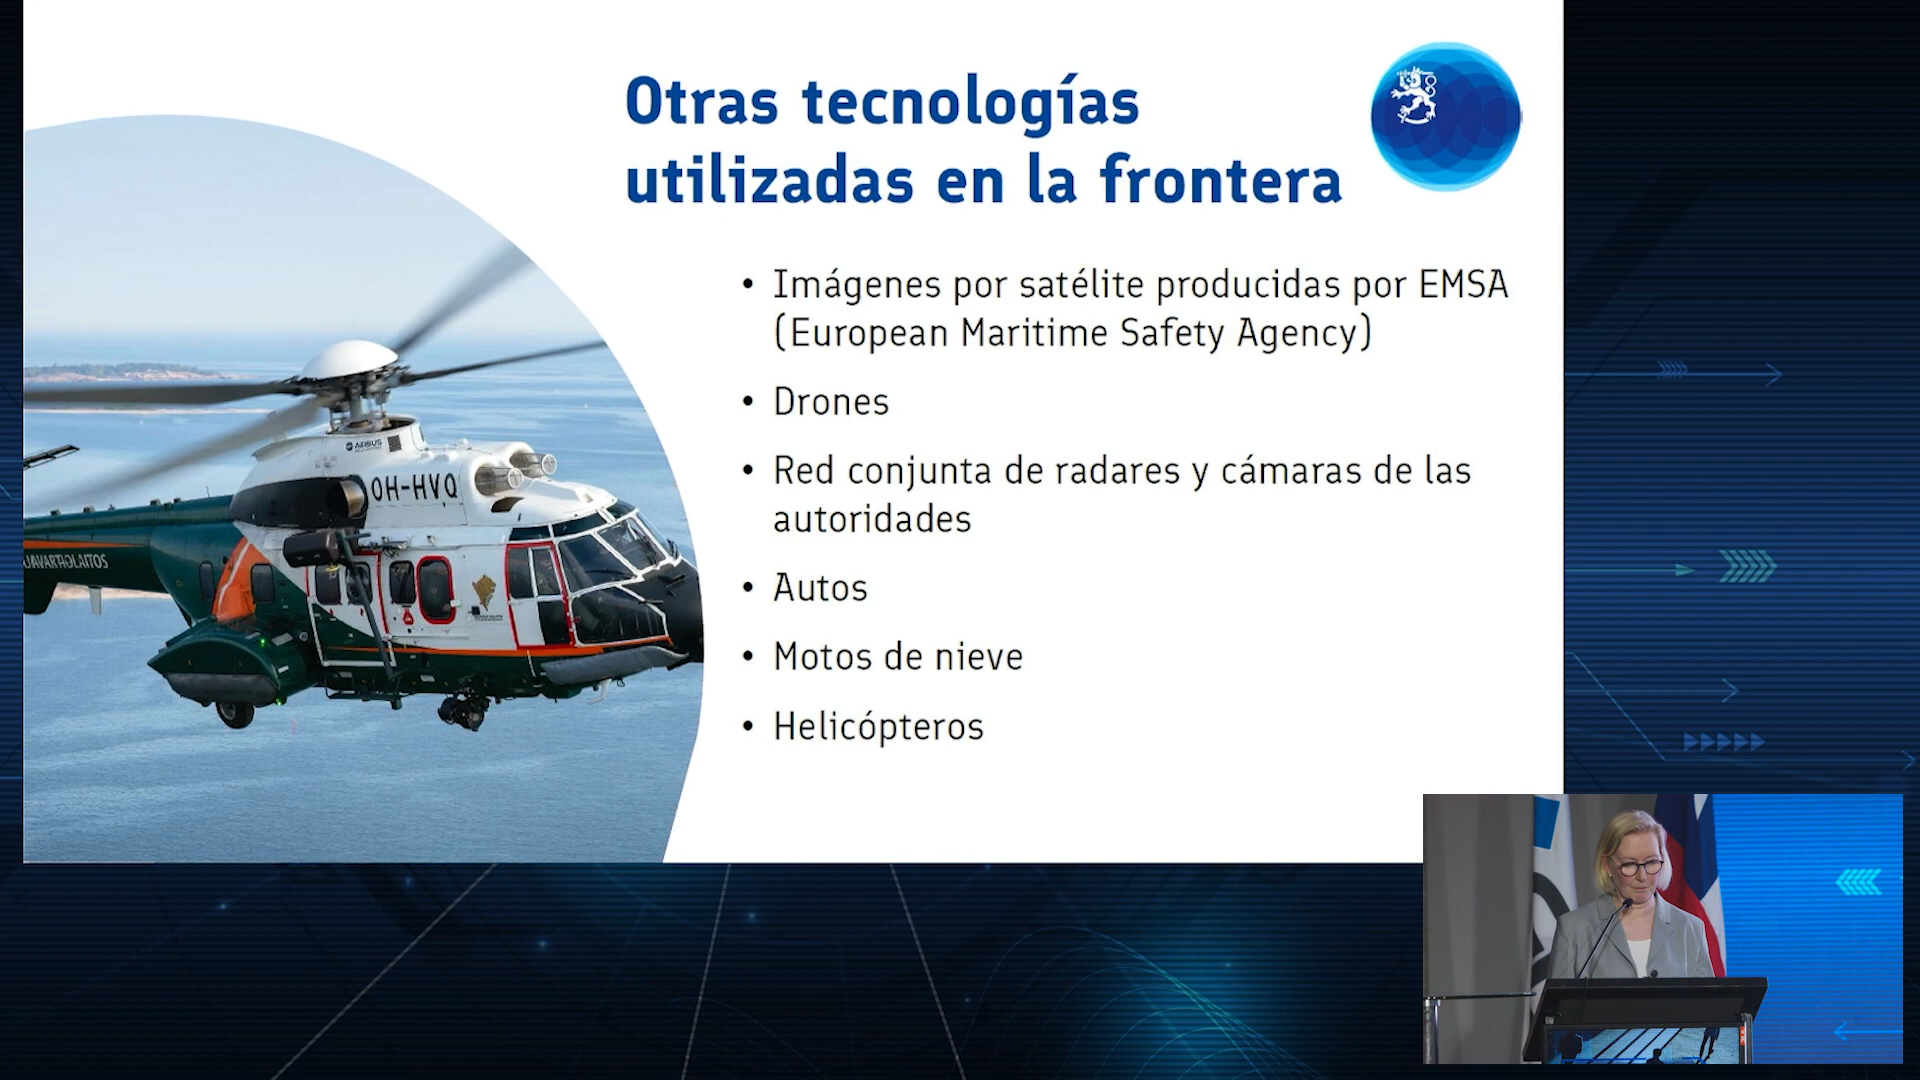 Otras tecnologías
utilizadas en la frontera
• Imágenes por satélite producidas por EMSA
(European Maritime Safety Agency)
• Drones
• Red conjunta de radares y cámaras de las
autoridades
• Autos
• Motos de nieve
• Helicópteros
AIRBUS
OH-HVQ